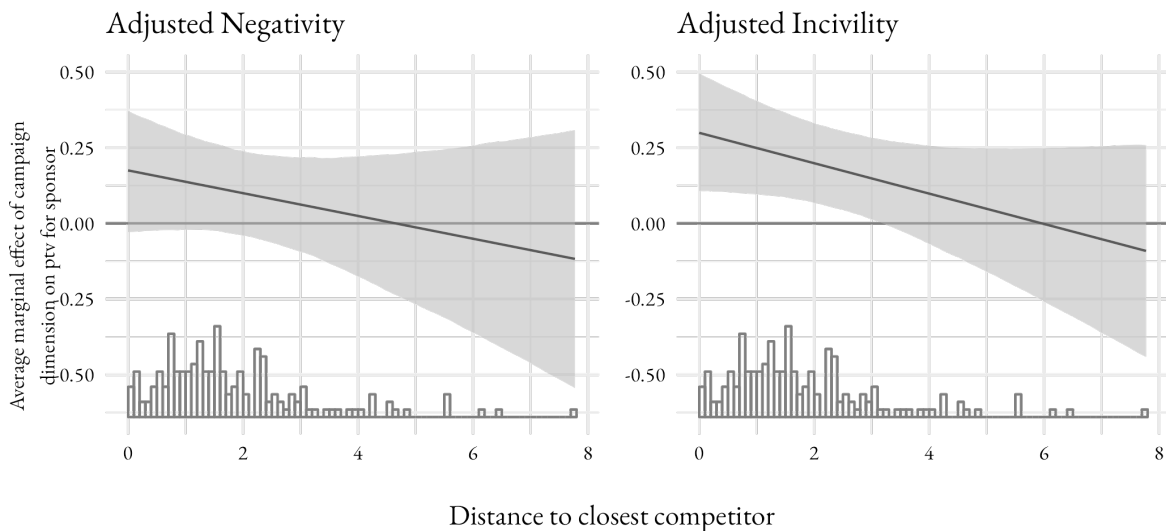 Adjusted Negativity
Adjusted Incivility
Average marginal effect of campaign
dimension on ptv for sponsor
0.50
0.25
0.00
-0.25
-0.50
0 2 4 6 8
0.50
0.25
0.00
-0.25
-0.50
0 2 4 6 8
Distance to closest competitor